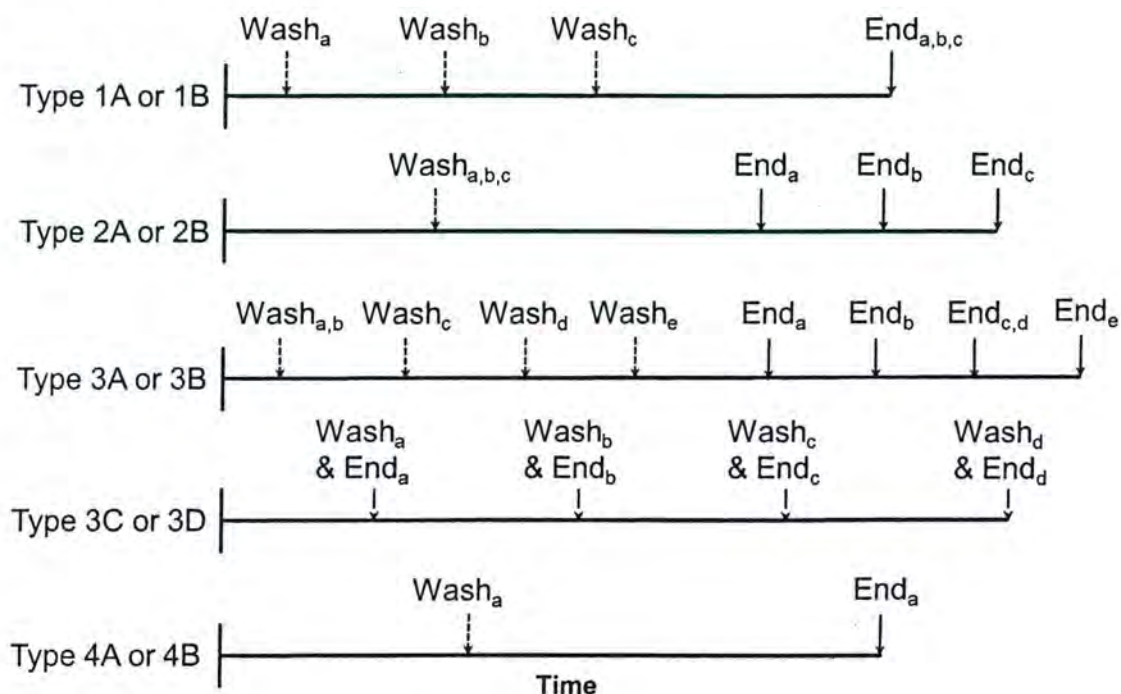 Wash_a Wash_b Wash_c End_a,b,c
Type 1A or 1B
Wash_a,b,c End_a End_b End_c
Type 2A or 2B
Wash_a,b Wash_c Wash_d Wash_e End_a End_b End_c,d End_e
Type 3A or 3B
Wash_a Wash_b Wash_c Wash_d
& End_a & End_b & End_c & End_d
Type 3C or 3D
Wash_a End_a
Type 4A or 4B
Time